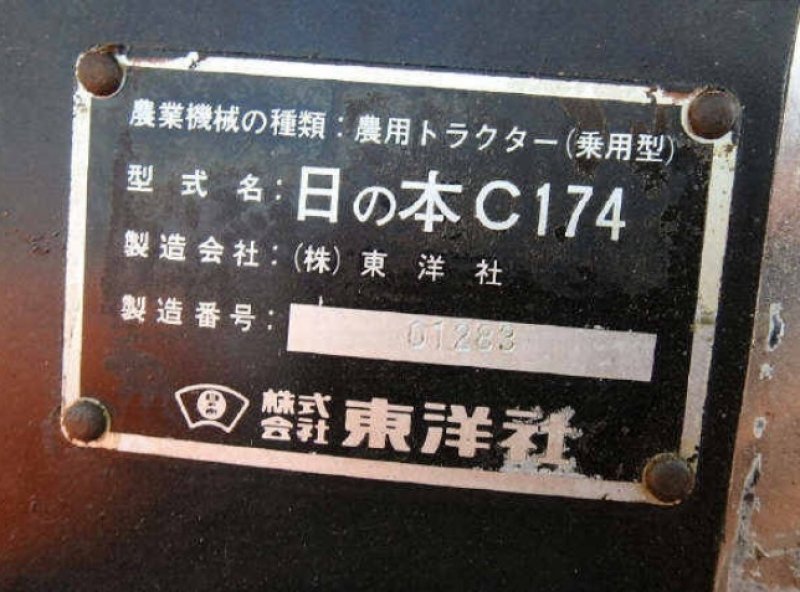 農業機械の種類：農用トラクター(乗用型)
型式名：日の本C174
製造会社：(株)東洋社
製造番号：01283
株式会社 東洋社